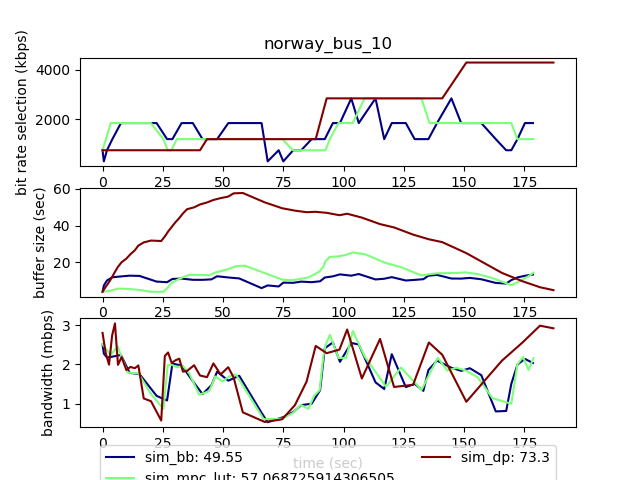 norway_bus_10
bit rate selection (kbps)
4000
2000
0 25 50 75 100 125 150 175
buffer size (sec)
60
40
20
0 25 50 75 100 125 150 175
bandwidth (mbps)
3
2
1
0 25 50 75 100 125 150 175
time (sec)
sim_bb: 49.55 sim_dp: 73.3
sim_mpc_lut: 57.068725914306505